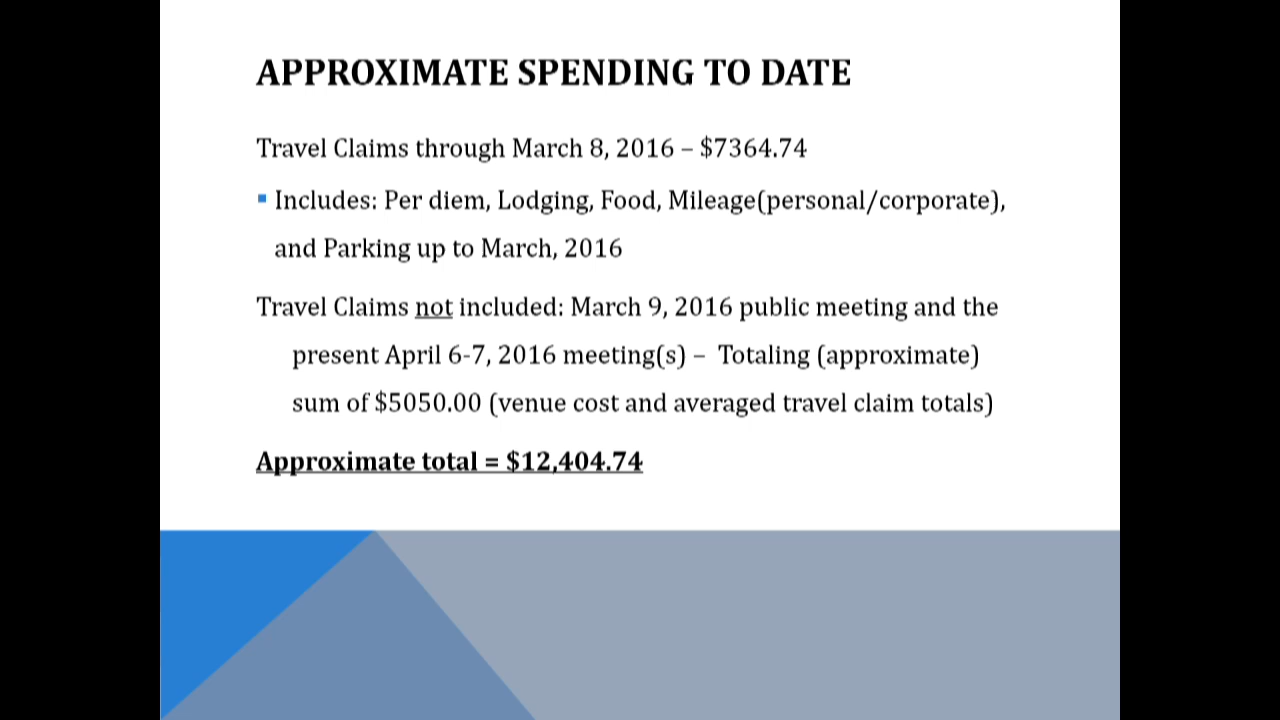 APPROXIMATE SPENDING TO DATE
Travel Claims through March 8, 2016 – $7364.74
▪ Includes: Per diem, Lodging, Food, Mileage(personal/corporate),
and Parking up to March, 2016
Travel Claims not included: March 9, 2016 public meeting and the
present April 6-7, 2016 meeting(s) – Totaling (approximate)
sum of $5050.00 (venue cost and averaged travel claim totals)
Approximate total = $12,404.74